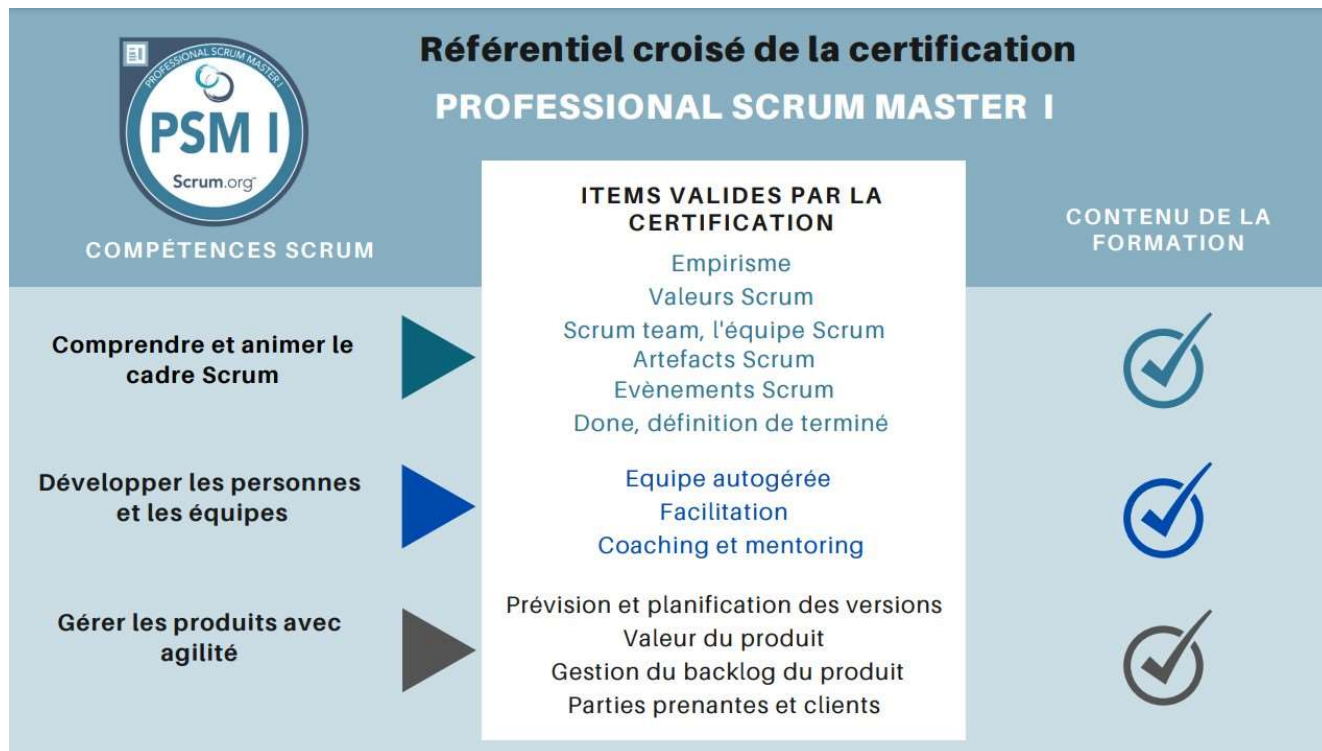 PROFESSIONAL SCRUM MASTER I
PSM I
Scrum.org
Référentiel croisé de la certification
PROFESSIONAL SCRUM MASTER I
COMPÉTENCES SCRUM
ITEMS VALIDES PAR LA
CERTIFICATION
CONTENU DE LA
FORMATION
Comprendre et animer le
cadre Scrum
Empirisme
Valeurs Scrum
Scrum team, l'équipe Scrum
Artefacts Scrum
Evènements Scrum
Done, définition de terminé
Développer les personnes
et les équipes
Equipe autogérée
Facilitation
Coaching et mentoring
Gérer les produits avec
agilité
Prévision et planification des versions
Valeur du produit
Gestion du backlog du produit
Parties prenantes et clients